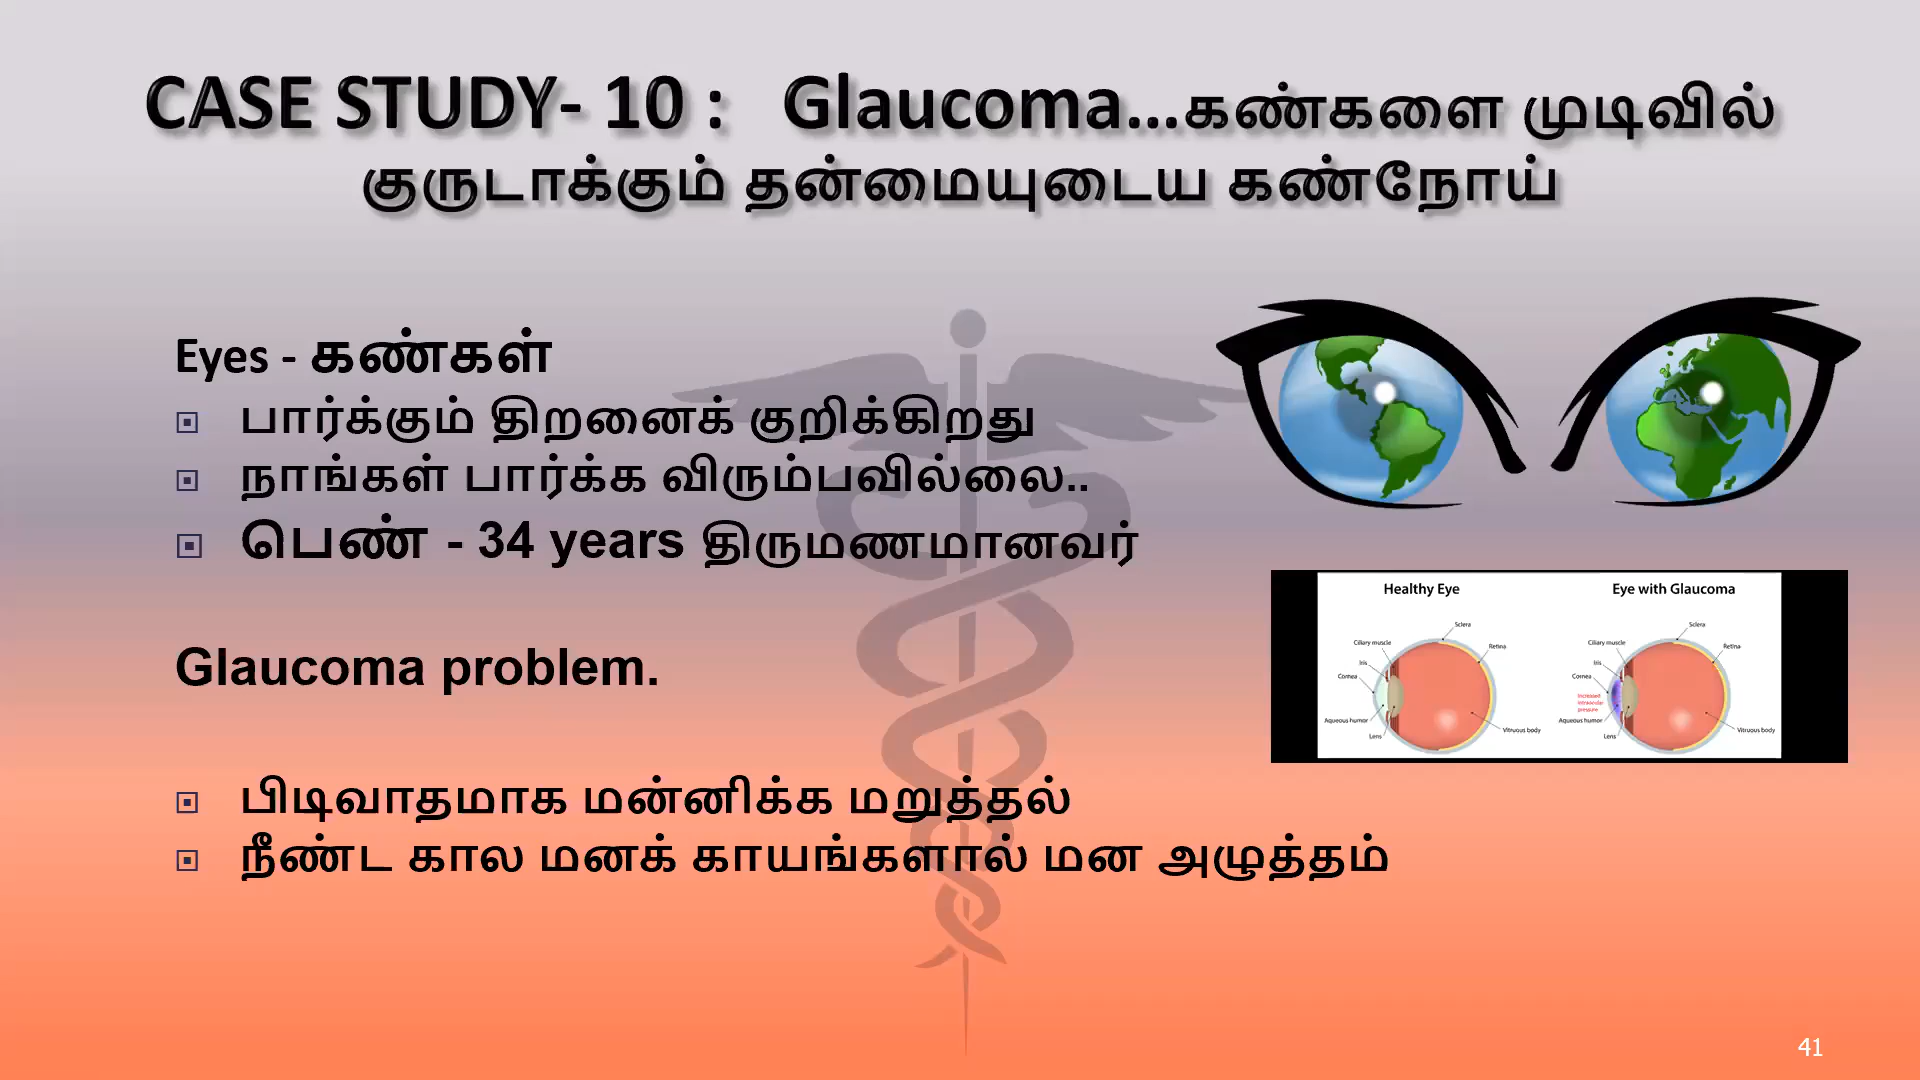 CASE STUDY- 10 : Glaucoma...கண்களை முடிவில்
குருடாக்கும் தன்மையுடைய கண்நோய்
Eyes - கண்கள்
பார்க்கும் திறனைக் குறிக்கிறது
நாங்கள் பார்க்க விரும்பவில்லை..
பெண் - 34 years திருமணமானவர்
Healthy Eye
Sclera
Ciliary muscle
Retina
Iris
Cornea
Aqueous humor
Vitruous body
Lens
Eye with Glaucoma
Sclera
Ciliary muscle
Retina
Iris
Cornea
Increased
intraocular
pressure
Aqueous humor
Vitruous body
Lens
Glaucoma problem.
பிடிவாதமாக மன்னிக்க மறுத்தல்
நீண்ட கால மனக் காயங்களால் மன அழுத்தம்
41